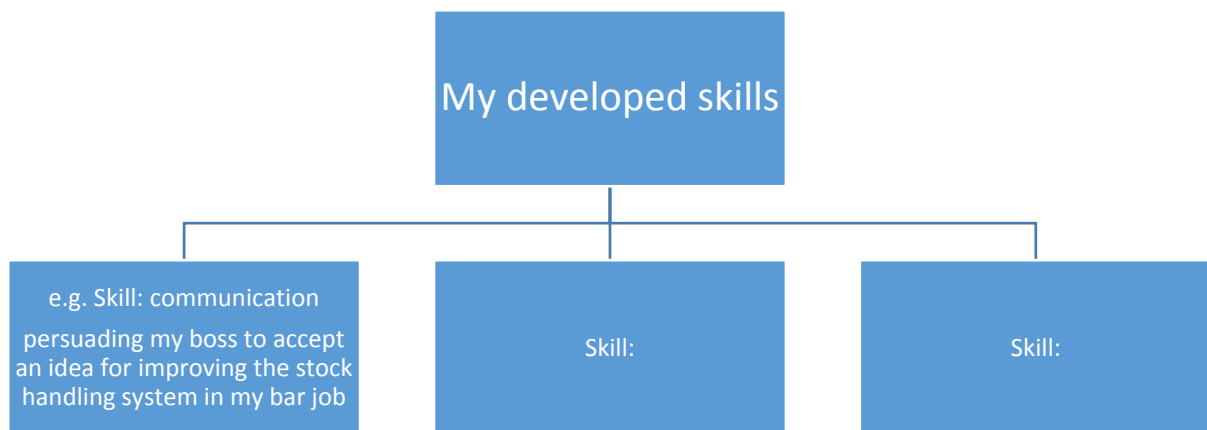 My developed skills
e.g. Skill: communication
persuading my boss to accept
an idea for improving the stock
handling system in my bar job
Skill:
Skill: